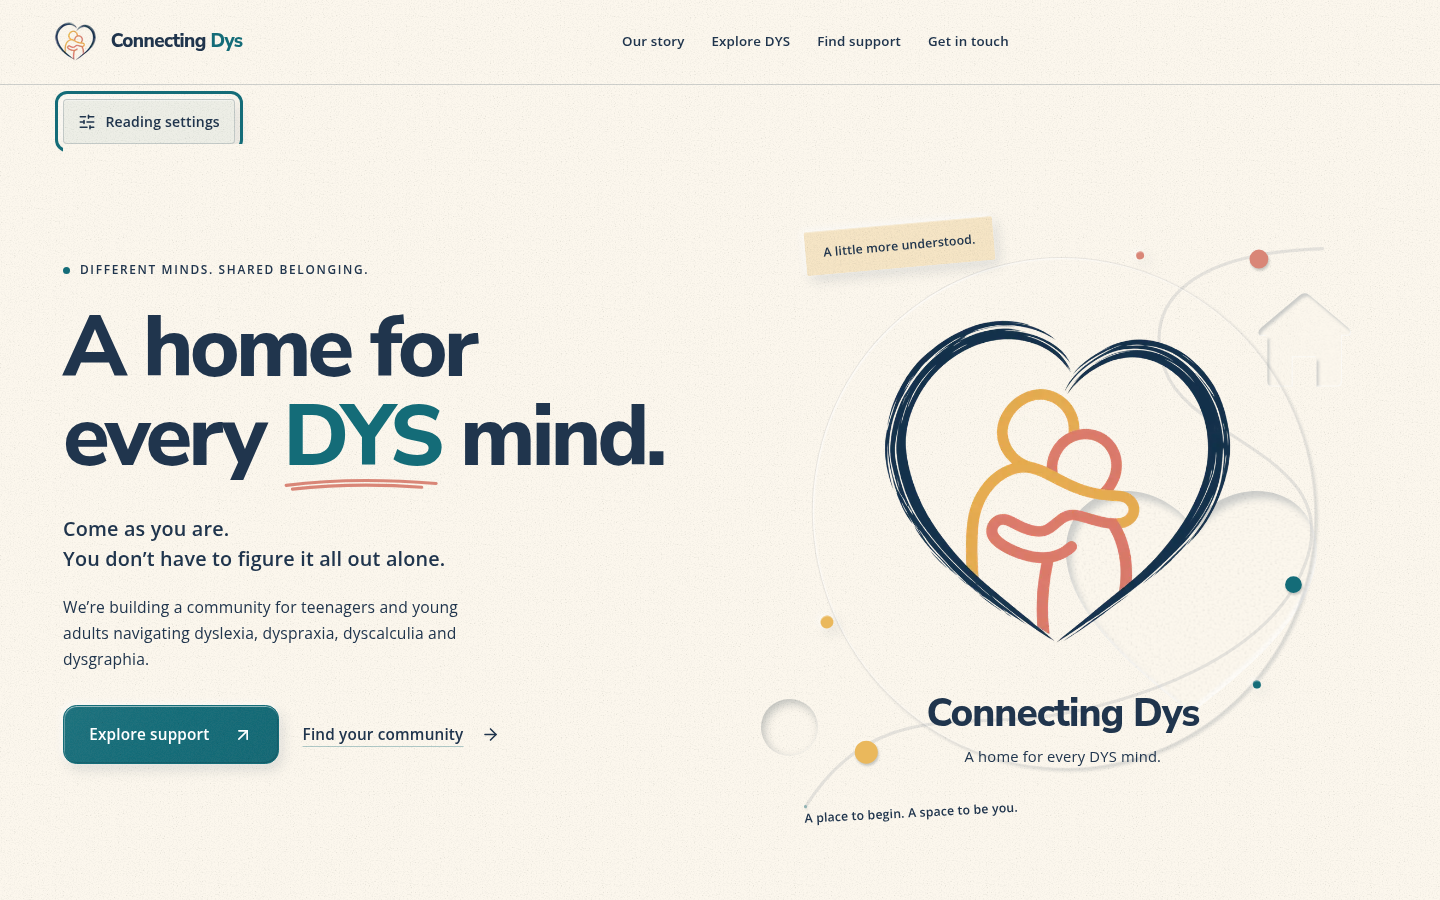 Connecting Dys
Our story
Explore DYS
Find support
Get in touch
Reading settings
DIFFERENT MINDS. SHARED BELONGING.
A home for
every DYS mind.
Come as you are.
You don’t have to figure it all out alone.
We’re building a community for teenagers and young
adults navigating dyslexia, dyspraxia, dyscalculia and
dysgraphia.
Explore support
Find your community
A little more understood.
Connecting Dys
A home for every DYS mind.
A place to begin. A space to be you.